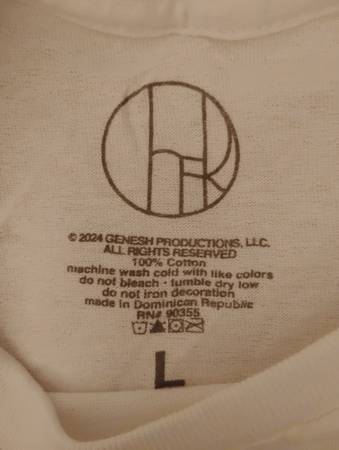 © 2024 GENESH PRODUCTIONS, LLC.
ALL RIGHTS RESERVED
100% Cotton
machine wash cold with like colors
do not bleach · tumble dry low
do not iron decoration
made in Dominican Republic
RN# 90355
L